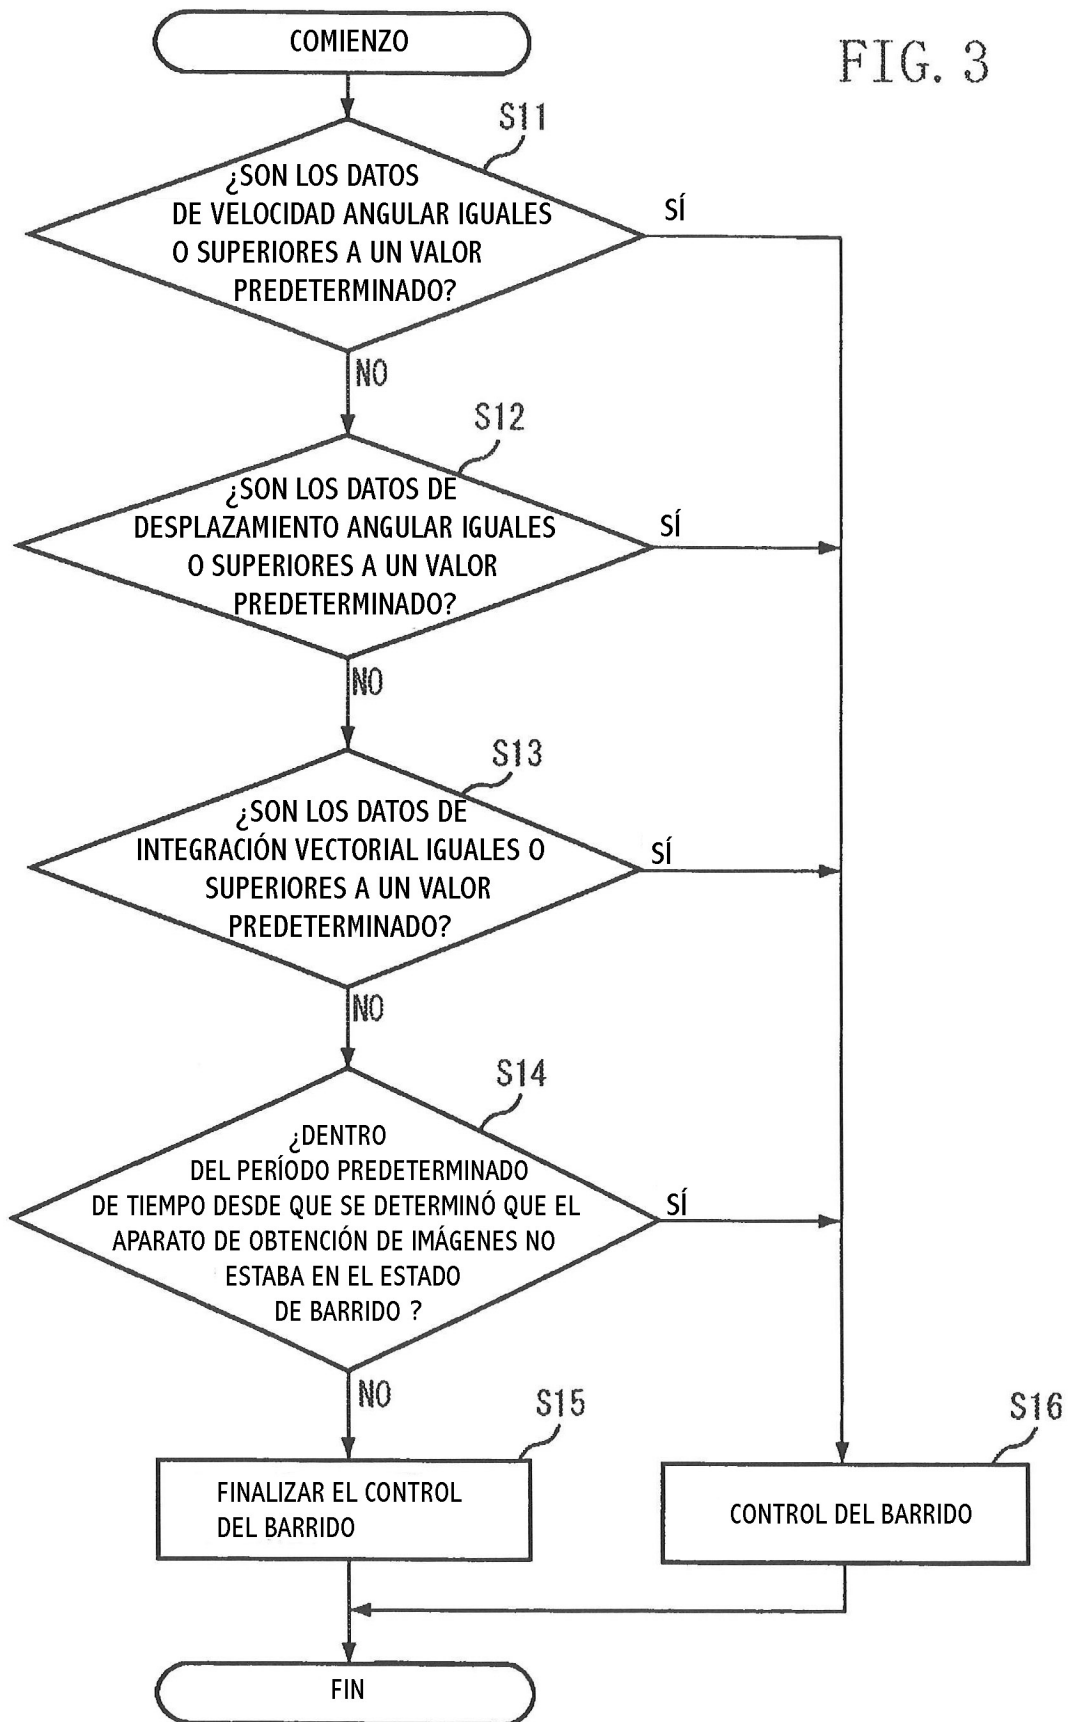 COMIENZO
FIG. 3
S11
¿SON LOS DATOS
DE VELOCIDAD ANGULAR IGUALES
O SUPERIORES A UN VALOR
PREDETERMINADO?
SÍ
NO
S12
¿SON LOS DATOS DE
DESPLAZAMIENTO ANGULAR IGUALES
O SUPERIORES A UN VALOR
PREDETERMINADO?
SÍ
NO
S13
¿SON LOS DATOS DE
INTEGRACIÓN VECTORIAL IGUALES O
SUPERIORES A UN VALOR
PREDETERMINADO?
SÍ
NO
S14
¿DENTRO
DEL PERÍODO PREDETERMINADO
DE TIEMPO DESDE QUE SE DETERMINÓ QUE EL
APARATO DE OBTENCIÓN DE IMÁGENES NO
ESTABA EN EL ESTADO
DE BARRIDO ?
SÍ
NO
S15
FINALIZAR EL CONTROL
DEL BARRIDO
S16
CONTROL DEL BARRIDO
FIN